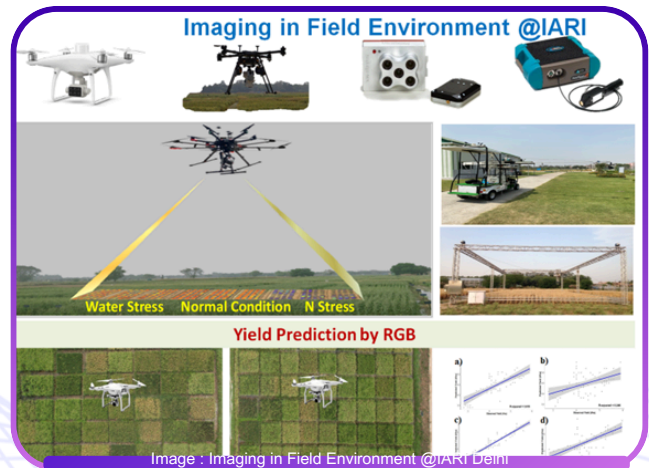 Imaging in Field Environment @IARI
Water Stress Normal Condition N Stress
Yield Prediction by RGB
a)
b)
c)
d)
Image : Imaging in Field Environment @IARI Delhi